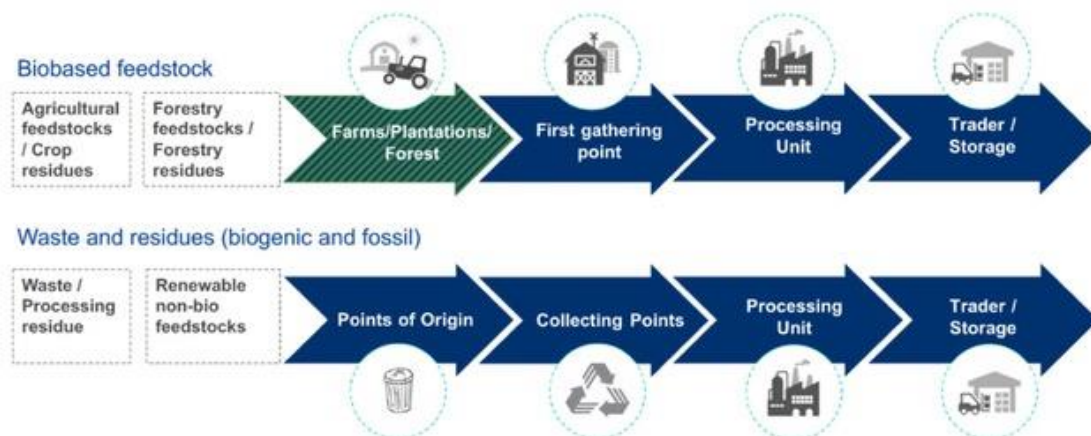 Biobased feedstock
Agricultural
feedstocks
/ Crop
residues
Forestry
feedstocks /
Forestry
residues
Farms/Plantations/
Forest
First gathering
point
Processing
Unit
Trader /
Storage
Waste and residues (biogenic and fossil)
Waste /
Processing
residue
Renewable
non-bio
feedstocks
Points of Origin
Collecting Points
Processing
Unit
Trader /
Storage